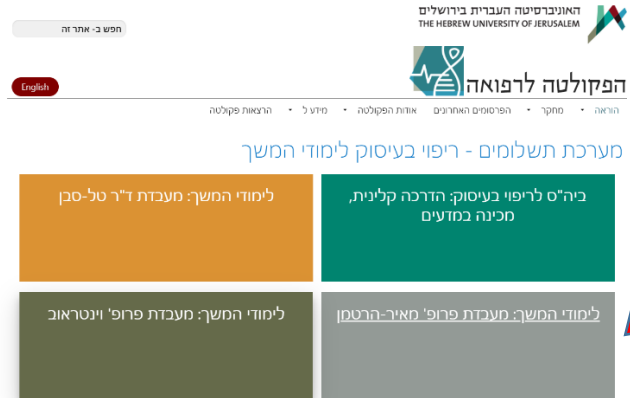 האוניברסיטה העברית בירושלים
THE HEBREW UNIVERSITY OF JERUSALEM
חפש ב- אתר זה
הפקולטה לרפואה
English
הוראה
מחקר
הפרסומים האחרונים
אודות הפקולטה
מידע ל
הרצאות פקולטה
מערכת תשלומים - ריפוי בעיסוק לימודי המשך
ביה"ס לריפוי בעיסוק: הדרכה קלינית,
מכינה במדעים
לימודי המשך: מעבדת ד"ר טל-סבן
לימודי המשך: מעבדת פרופ' מאיר-הרטמן
לימודי המשך: מעבדת פרופ' וינטראוב